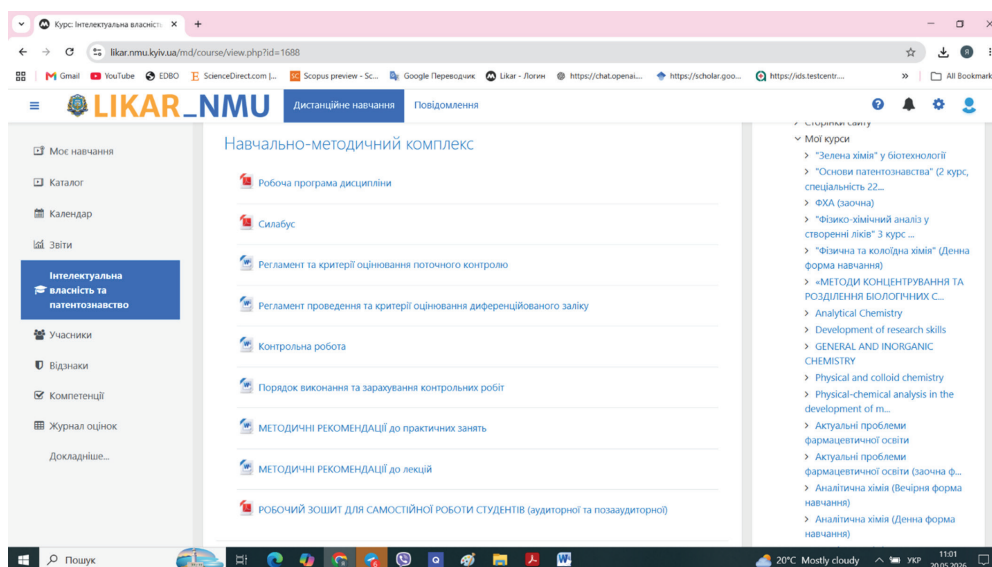 Курс: Інтелектуальна власність
likar.nmu.kyiv.ua/md/course/view.php?id=1688
Gmail YouTube EDBO ScienceDirect.com |... Scopus preview - Sc... Google Переводчик Likar - Логин https://chat.openai.... https://scholar.goo... https://ids.testcentr.... » All Bookmark
LIKAR_NMU Дистанційне навчання Повідомлення
Моє навчання
Каталог
Календар
Звіти
Інтелектуальна
власність та
патентознавство
Учасники
Відзнаки
Компетенції
Журнал оцінок
Докладніше...
Навчально-методичний комплекс
Робоча програма дисципліни
Силабус
Регламент та критерії оцінювання поточного контролю
Регламент проведення та критерії оцінювання диференційованого заліку
Контрольна робота
Порядок виконання та зарахування контрольних робіт
МЕТОДИЧНІ РЕКОМЕНДАЦІЇ до практичних занять
МЕТОДИЧНІ РЕКОМЕНДАЦІЇ до лекцій
РОБОЧИЙ ЗОШИТ ДЛЯ САМОСТІЙНОЇ РОБОТИ СТУДЕНТІВ (аудиторної та позааудиторної)
Сторінки сайту
Мої курси
"Зелена хімія" у біотехнології
"Основи патентознавства" (2 курс,
спеціальність 22...
ФХА (заочна)
"Фізико-хімічний аналіз у
створенні ліків" 3 курс ...
"Фізична та колоїдна хімія" (Денна
форма навчання)
«МЕТОДИ КОНЦЕНТРУВАННЯ ТА
РОЗДІЛЕННЯ БІОЛОГІЧНИХ С...
Analytical Chemistry
Development of research skills
GENERAL AND INORGANIC
CHEMISTRY
Physical and colloid chemistry
Physical-chemical analysis in the
development of m...
Актуальні проблеми
фармацевтичної освіти
Актуальні проблеми
фармацевтичної освіти (заочна ф...
Аналітична хімія (Вечірня форма
навчання)
Аналітична хімія (Денна форма
навчання)
Пошук
20°C Mostly cloudy УКР 11:01
20.05.2026